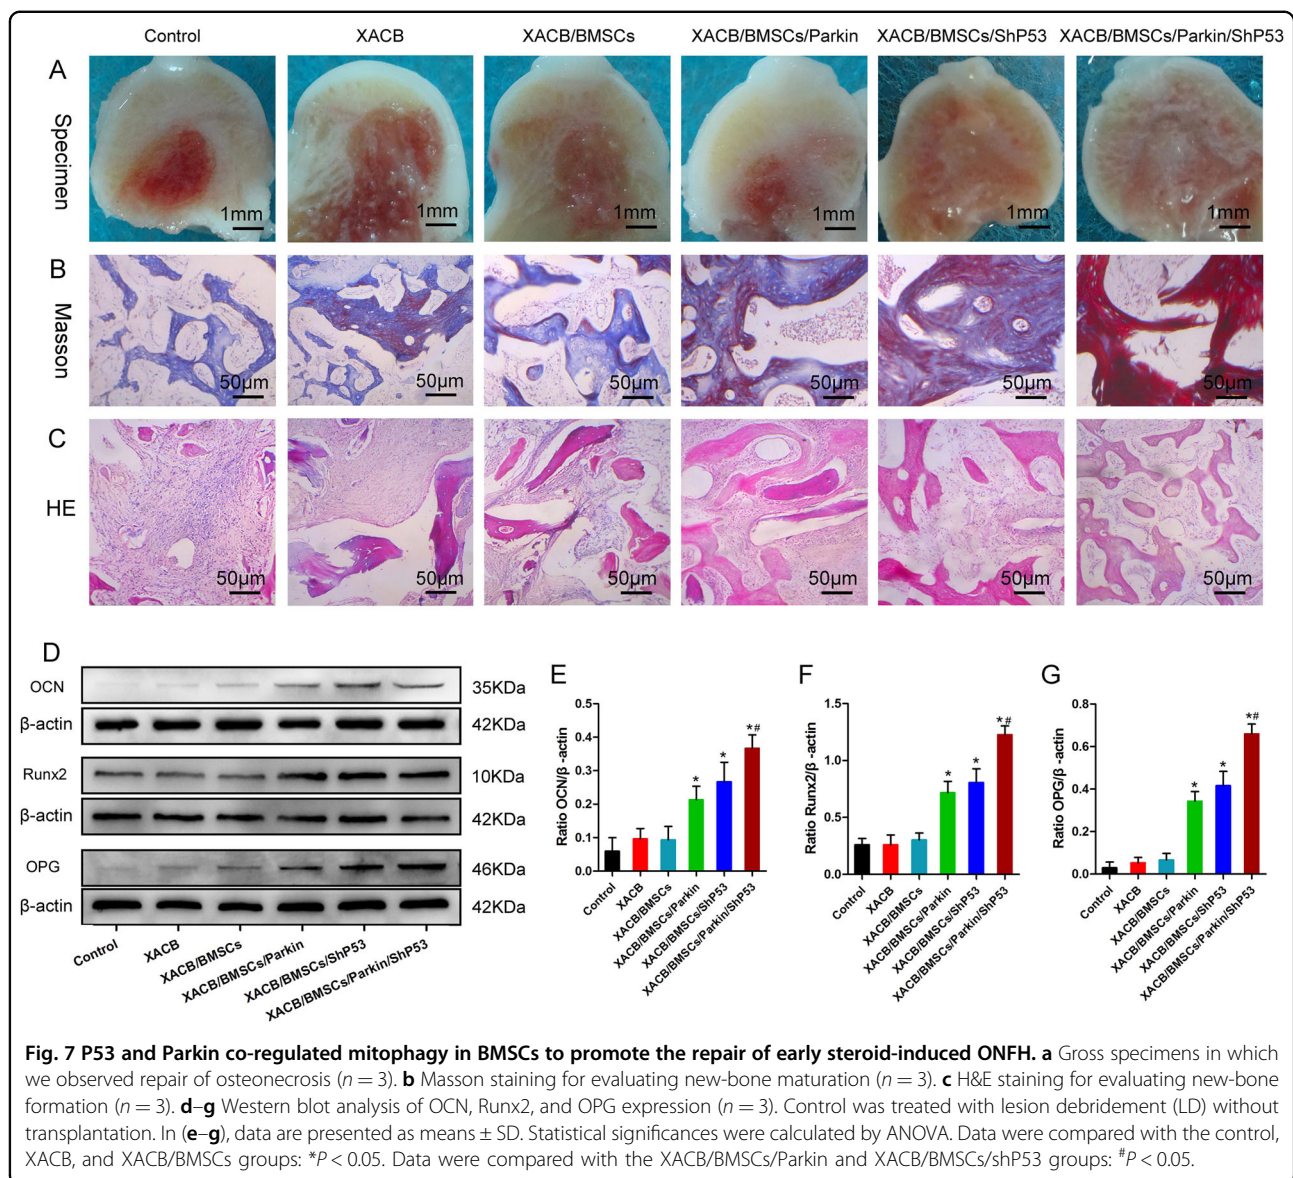 Control XACB XACB/BMSCs XACB/BMSCs/Parkin XACB/BMSCs/ShP53 XACB/BMSCs/Parkin/ShP53
A
Specimen
1mm 1mm 1mm 1mm 1mm 1mm
B
Masson
50μm 50μm 50μm 50μm 50μm 50μm
C
HE
50μm 50μm 50μm 50μm 50μm 50μm
D
OCN 35KDa
β-actin 42KDa
Runx2 10KDa
β-actin 42KDa
OPG 46KDa
β-actin 42KDa
Control XACB XACB/BMSCs XACB/BMSCs/Parkin XACB/BMSCs/ShP53 XACB/BMSCs/Parkin/ShP53
E
Ratio OCN/β -actin
0.5
0.4
0.3
0.2
0.1
0.0
* * *#
Control XACB XACB/BMSCs XACB/BMSCs/Parkin XACB/BMSCs/ShP53 XACB/BMSCs/Parkin/ShP53
F
Ratio Runx2/β -actin
1.5
1.0
0.5
0.0
* * *#
Control XACB XACB/BMSCs XACB/BMSCs/Parkin XACB/BMSCs/ShP53 XACB/BMSCs/Parkin/ShP53
G
Ratio OPG/β -actin
0.8
0.6
0.4
0.2
0.0
* * *#
Control XACB XACB/BMSCs XACB/BMSCs/Parkin XACB/BMSCs/ShP53 XACB/BMSCs/Parkin/ShP53
Fig. 7 P53 and Parkin co-regulated mitophagy in BMSCs to promote the repair of early steroid-induced ONFH. a Gross specimens in which
we observed repair of osteonecrosis (n = 3). b Masson staining for evaluating new-bone maturation (n = 3). c H&E staining for evaluating new-bone
formation (n = 3). d–g Western blot analysis of OCN, Runx2, and OPG expression (n = 3). Control was treated with lesion debridement (LD) without
transplantation. In (e–g), data are presented as means ± SD. Statistical significances were calculated by ANOVA. Data were compared with the control,
XACB, and XACB/BMSCs groups: *P < 0.05. Data were compared with the XACB/BMSCs/Parkin and XACB/BMSCs/shP53 groups: #P < 0.05.